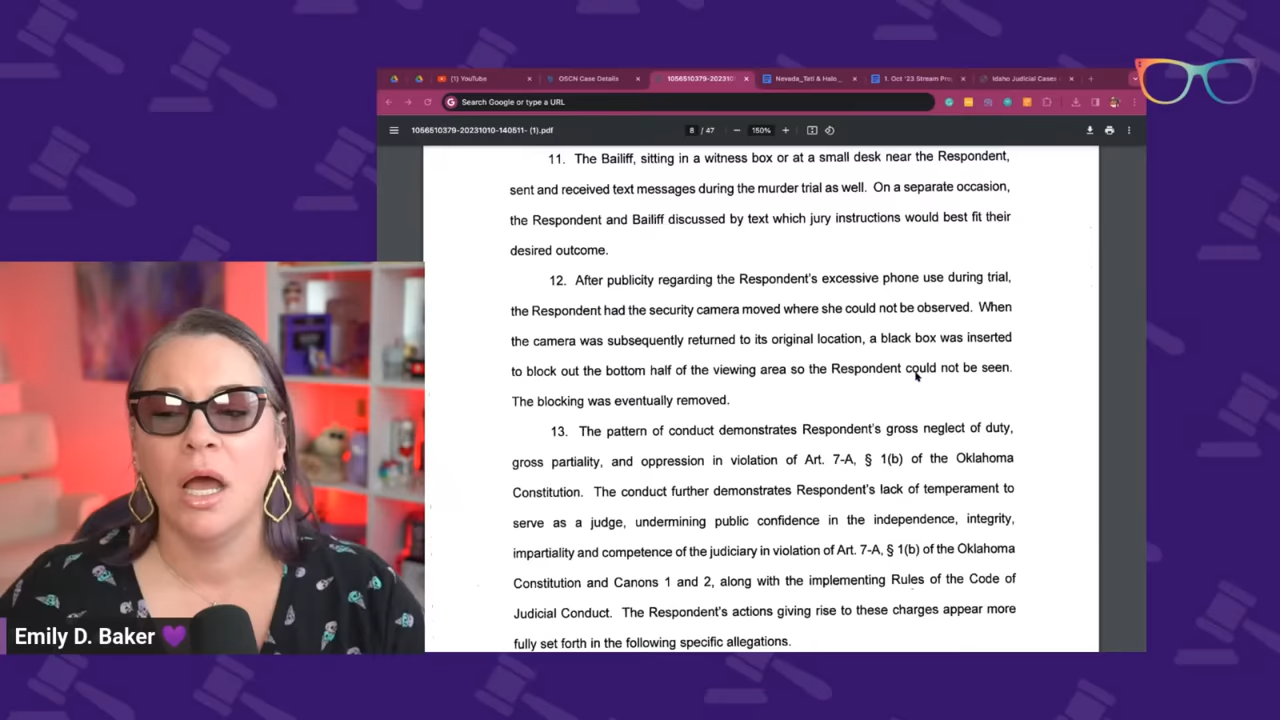 (1) YouTube
OSCN Case Details
1056510379-20231010
Nevada_Tati & Halo_
1. Oct '23 Stream Pr
Idaho Judicial Cases
Search Google or type a URL
1056510379-20231010-140511- (1).pdf
8 / 47
150%
11. The Bailiff, sitting in a witness box or at a small desk near the Respondent,
sent and received text messages during the murder trial as well. On a separate occasion,
the Respondent and Bailiff discussed by text which jury instructions would best fit their
desired outcome.
12. After publicity regarding the Respondent's excessive phone use during trial,
the Respondent had the security camera moved where she could not be observed. When
the camera was subsequently returned to its original location, a black box was inserted
to block out the bottom half of the viewing area so the Respondent could not be seen.
The blocking was eventually removed.
13. The pattern of conduct demonstrates Respondent's gross neglect of duty,
gross partiality, and oppression in violation of Art. 7-A, § 1(b) of the Oklahoma
Constitution. The conduct further demonstrates Respondent's lack of temperament to
serve as a judge, undermining public confidence in the independence, integrity,
impartiality and competence of the judiciary in violation of Art. 7-A, § 1(b) of the Oklahoma
Constitution and Canons 1 and 2, along with the implementing Rules of the Code of
Judicial Conduct. The Respondent's actions giving rise to these charges appear more
fully set forth in the following specific allegations.
Emily D. Baker 💜